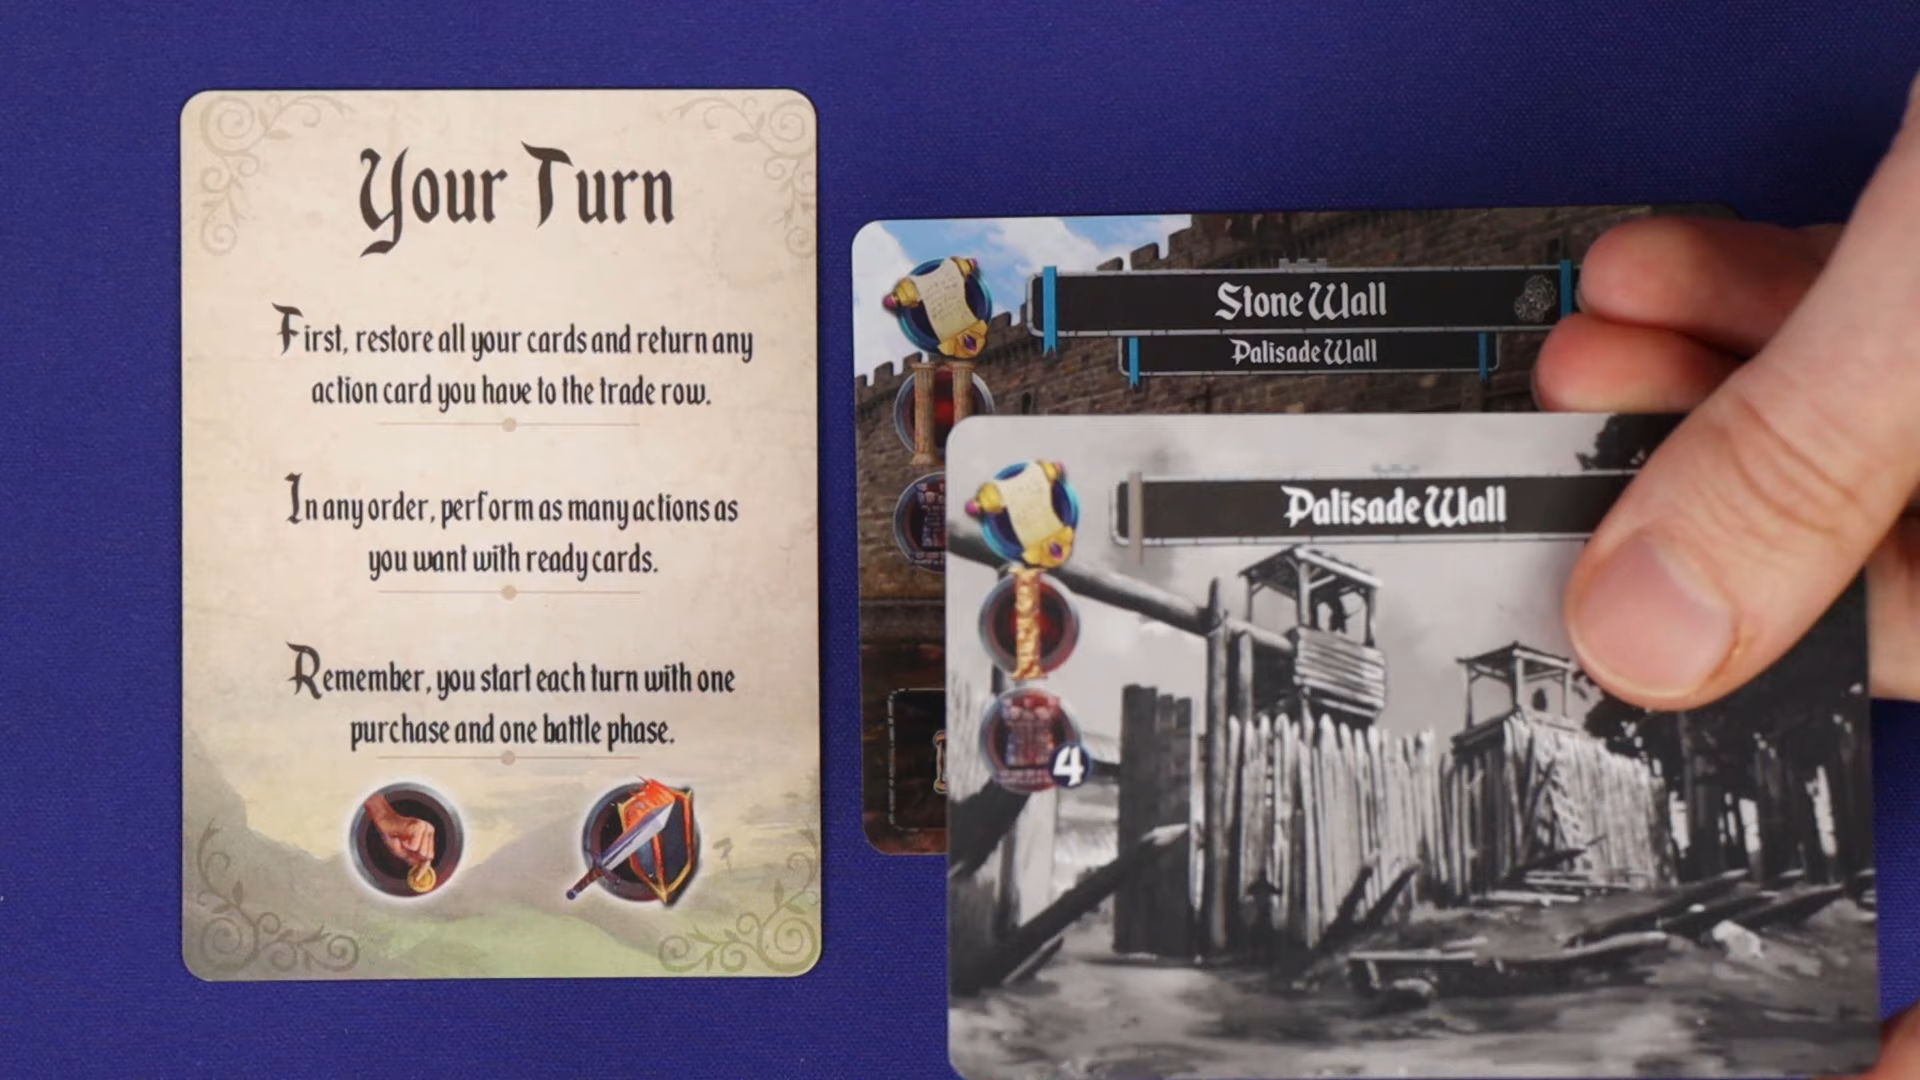 Your Turn
First, restore all your cards and return any
action card you have to the trade row.
In any order, perform as many actions as
you want with ready cards.
Remember, you start each turn with one
purchase and one battle phase.
Stone Wall
Palisade Wall
Palisade Wall
4